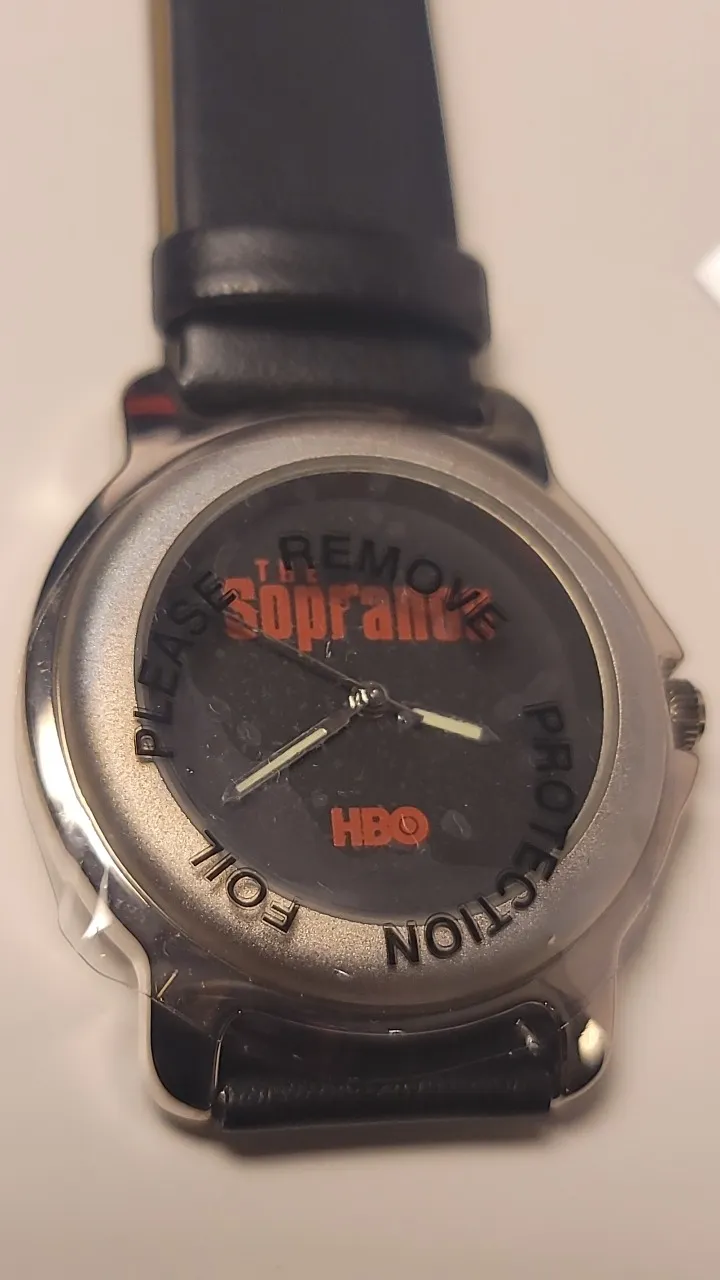 PLEASE REMOVE PROTECTION FOIL
THE
Sopranos
HBO